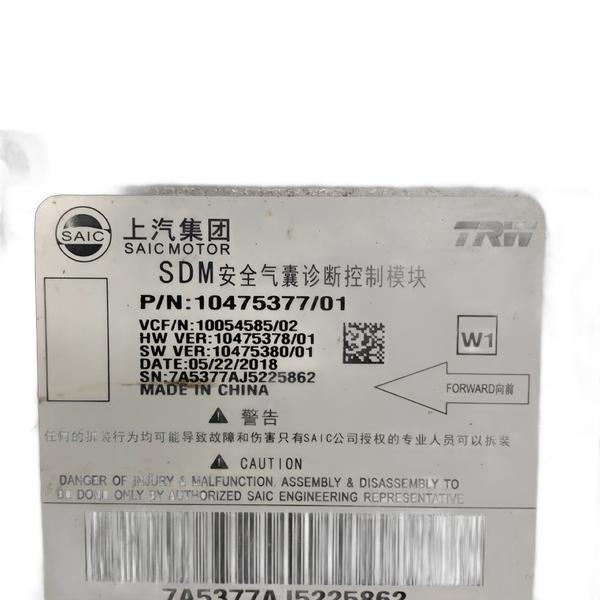 SAIC 上汽集团 TRW
SAIC MOTOR
SDM安全气囊诊断控制模块
P/N:10475377/01
VCF/N:10054585/02
HW VER:10475378/01
SW VER:10475380/01
DATE:05/22/2018
SN:7A5377AJ5225862
MADE IN CHINA
W1
FORWARD向前
警告
任何的拆装行为均可能导致故障和伤害只有SAIC公司授权的专业人员可以拆装
CAUTION
DANGER OF INJURY & MALFUNCTION. ASSEMBLY & DISASSEMBLY TO
BE DONE ONLY BY AUTHORIZED SAIC ENGINEERING REPRESENTATIVE
7A5377AJ5225862